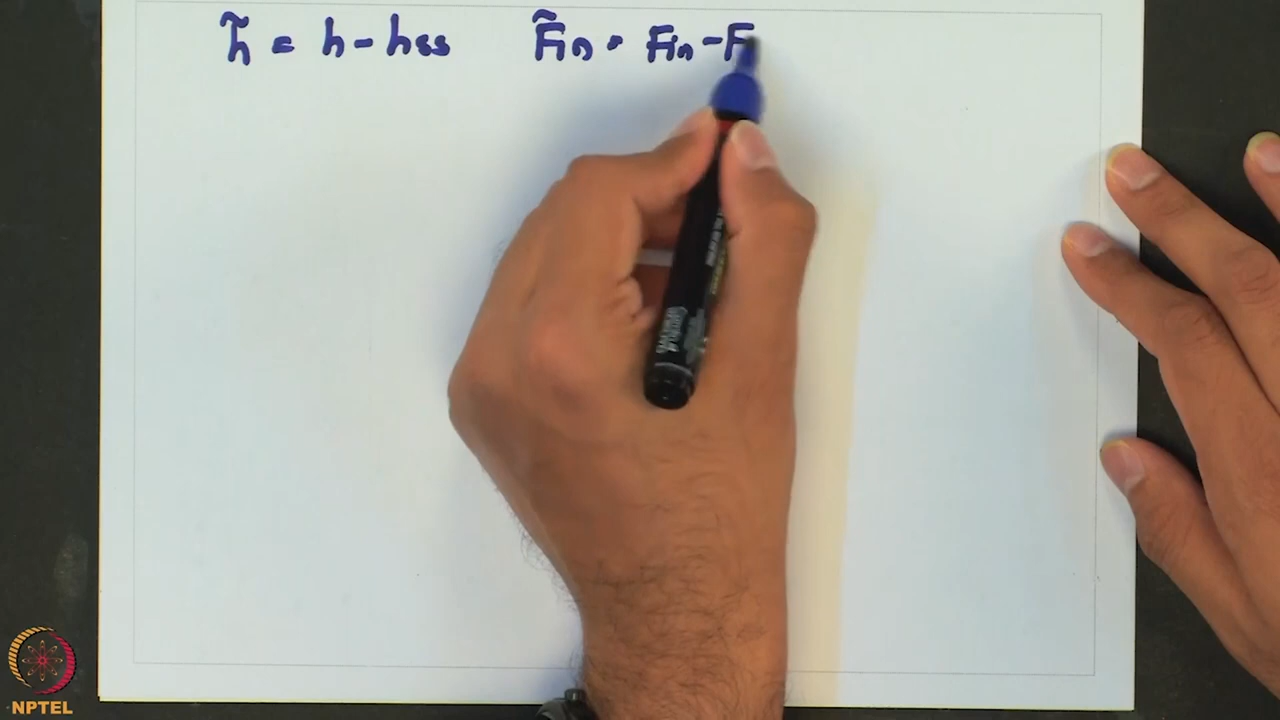 h̃ = h - hss F̃in = Fin - F
NPTEL